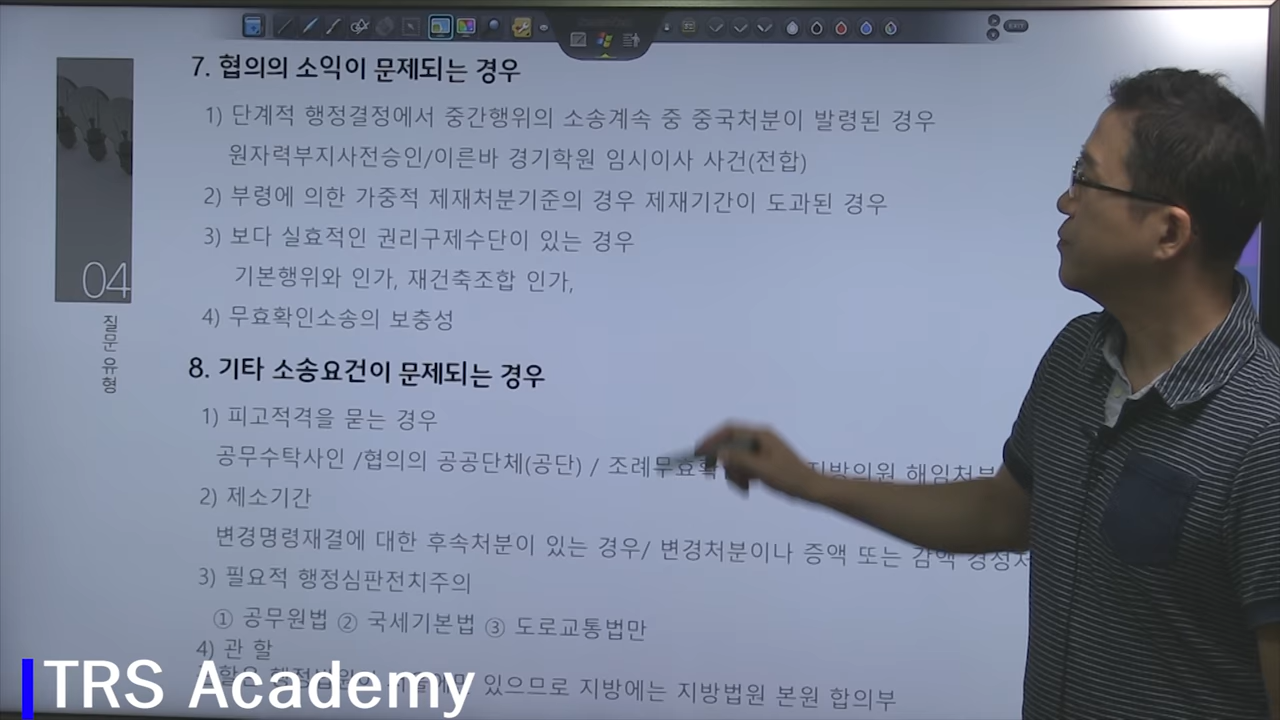 EXIT
7. 협의의 소익이 문제되는 경우
1) 단계적 행정결정에서 중간행위의 소송계속 중 중국처분이 발령된 경우
원자력부지사전승인/이른바 경기학원 임시이사 사건(전합)
2) 부령에 의한 가중적 제재처분기준의 경우 제재기간이 도과된 경우
3) 보다 실효적인 권리구제수단이 있는 경우
기본행위와 인가, 재건축조합 인가,
4) 무효확인소송의 보충성
04
질문 유형
8. 기타 소송요건이 문제되는 경우
1) 피고적격을 묻는 경우
공무수탁사인 /협의의 공공단체(공단) / 조례무효확 지방의원 해임처분
2) 제소기간
변경명령재결에 대한 후속처분이 있는 경우/ 변경처분이나 증액 또는 감액 경정처
3) 필요적 행정심판전치주의
① 공무원법 ② 국세기본법 ③ 도로교통법만
4) 관 할
있으므로 지방에는 지방법원 본원 합의부
TRS Academy